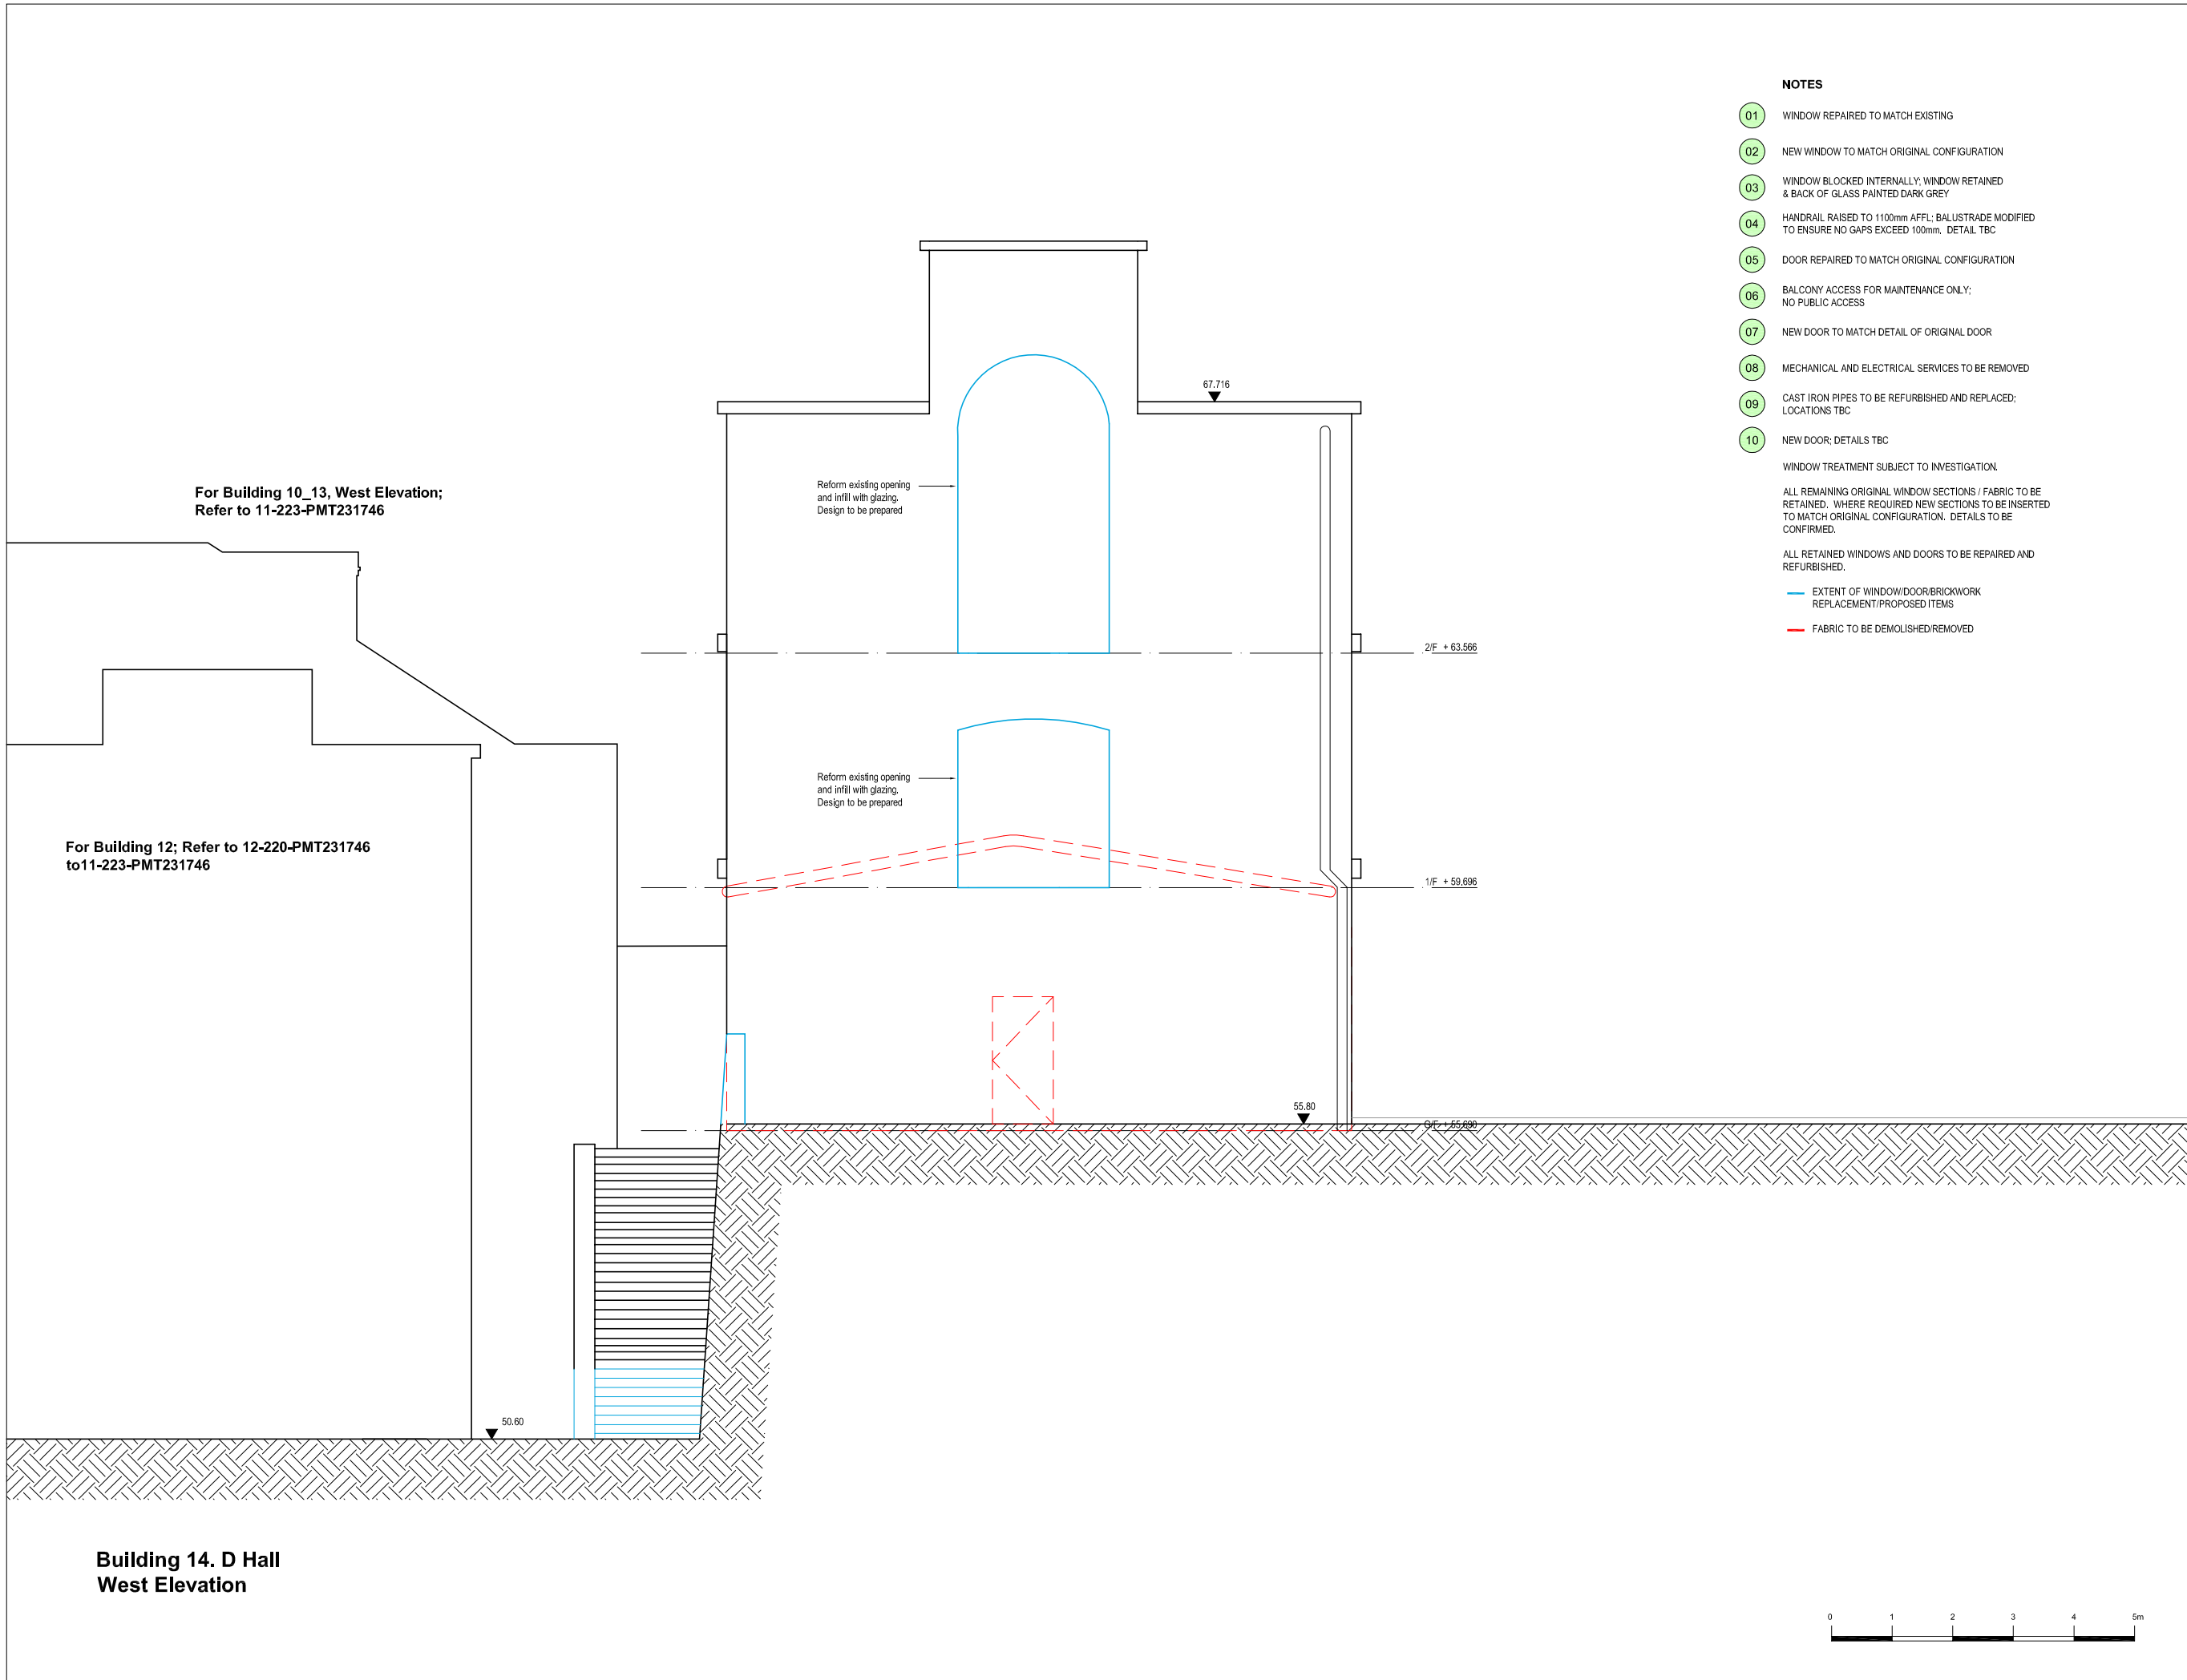 NOTES
01 WINDOW REPAIRED TO MATCH EXISTING
02 NEW WINDOW TO MATCH ORIGINAL CONFIGURATION
03 WINDOW BLOCKED INTERNALLY; WINDOW RETAINED
& BACK OF GLASS PAINTED DARK GREY
04 HANDRAIL RAISED TO 1100mm AFFL; BALUSTRADE MODIFIED
TO ENSURE NO GAPS EXCEED 100mm. DETAIL TBC
05 DOOR REPAIRED TO MATCH ORIGINAL CONFIGURATION
06 BALCONY ACCESS FOR MAINTENANCE ONLY;
NO PUBLIC ACCESS
07 NEW DOOR TO MATCH DETAIL OF ORIGINAL DOOR
08 MECHANICAL AND ELECTRICAL SERVICES TO BE REMOVED
09 CAST IRON PIPES TO BE REFURBISHED AND REPLACED;
LOCATIONS TBC
10 NEW DOOR; DETAILS TBC
WINDOW TREATMENT SUBJECT TO INVESTIGATION.
ALL REMAINING ORIGINAL WINDOW SECTIONS / FABRIC TO BE
RETAINED. WHERE REQUIRED NEW SECTIONS TO BE INSERTED
TO MATCH ORIGINAL CONFIGURATION. DETAILS TO BE
CONFIRMED.
ALL RETAINED WINDOWS AND DOORS TO BE REPAIRED AND
REFURBISHED.
EXTENT OF WINDOW/DOOR/BRICKWORK
REPLACEMENT/PROPOSED ITEMS
FABRIC TO BE DEMOLISHED/REMOVED
67.716
Reform existing opening
and infill with glazing.
Design to be prepared
For Building 10_13, West Elevation;
Refer to 11-223-PMT231746
2/F + 63.566
Reform existing opening
and infill with glazing.
Design to be prepared
For Building 12; Refer to 12-220-PMT231746
to11-223-PMT231746
1/F + 59.696
55.80
G/F
50.60
Building 14. D Hall
West Elevation
0 1 2 3 4 5m